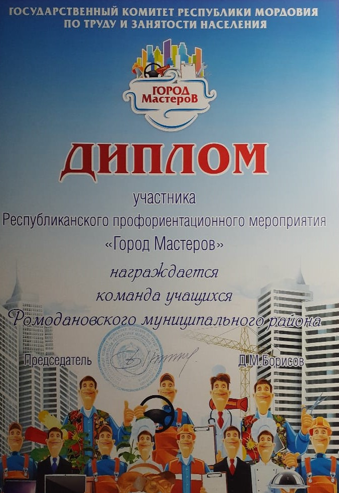 ГОСУДАРСТВЕННЫЙ КОМИТЕТ РЕСПУБЛИКИ МОРДОВИЯ
ПО ТРУДУ И ЗАНЯТОСТИ НАСЕЛЕНИЯ
ГОРОД
МастероВ
ДИПЛОМ
участника
Республиканского профориентационного мероприятия
«Город Мастеров»
награждается
команда учащихся
Ромодановского муниципального района
Председатель Д.М.Борисов